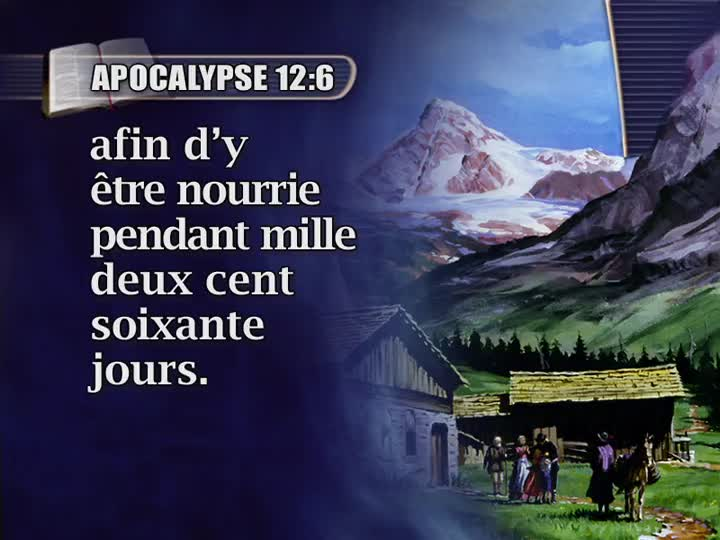 APOCALYPSE 12:6
afin d’y
être nourrie
pendant mille
deux cent
soixante
jours.